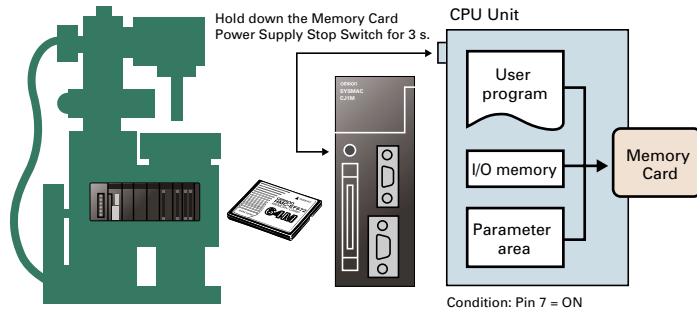 Hold down the Memory Card
Power Supply Stop Switch for 3 s.
CPU Unit
OMRON
SYSMAC
CJ1M
User
program
I/O memory
Parameter
area
Memory
Card
64M
Condition: Pin 7 = ON